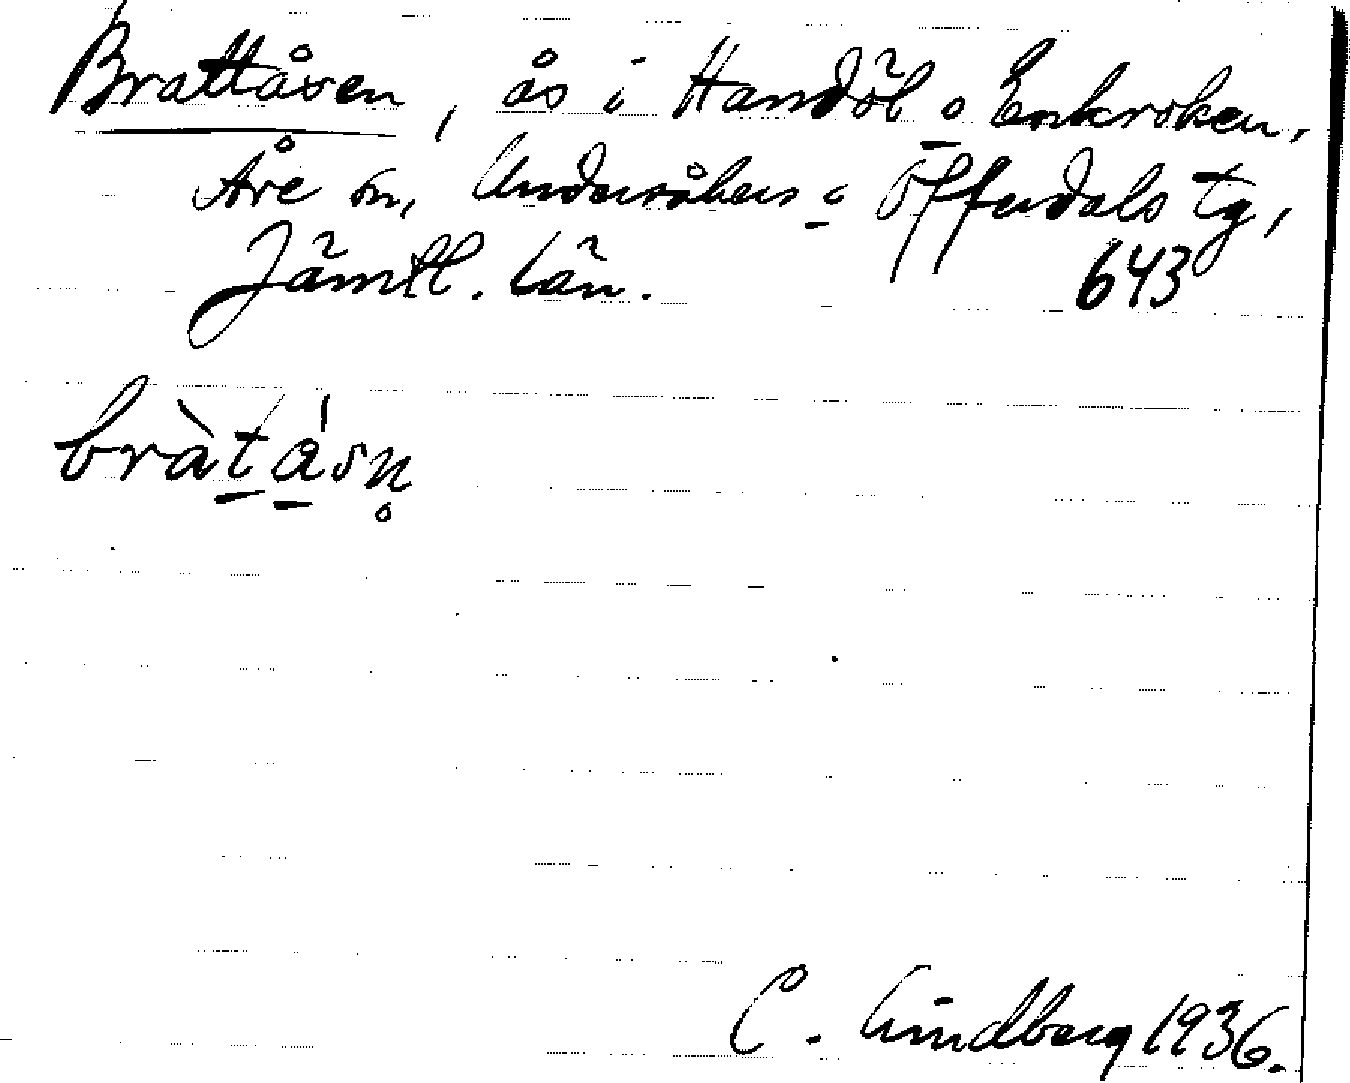 Brattåsen, ås i Handöl o Enkroken,
Åre sn, Undersåkers o Offerdals tg,
Jämtl. län. 643
bràtásn̥
C. Lindberg 1936.